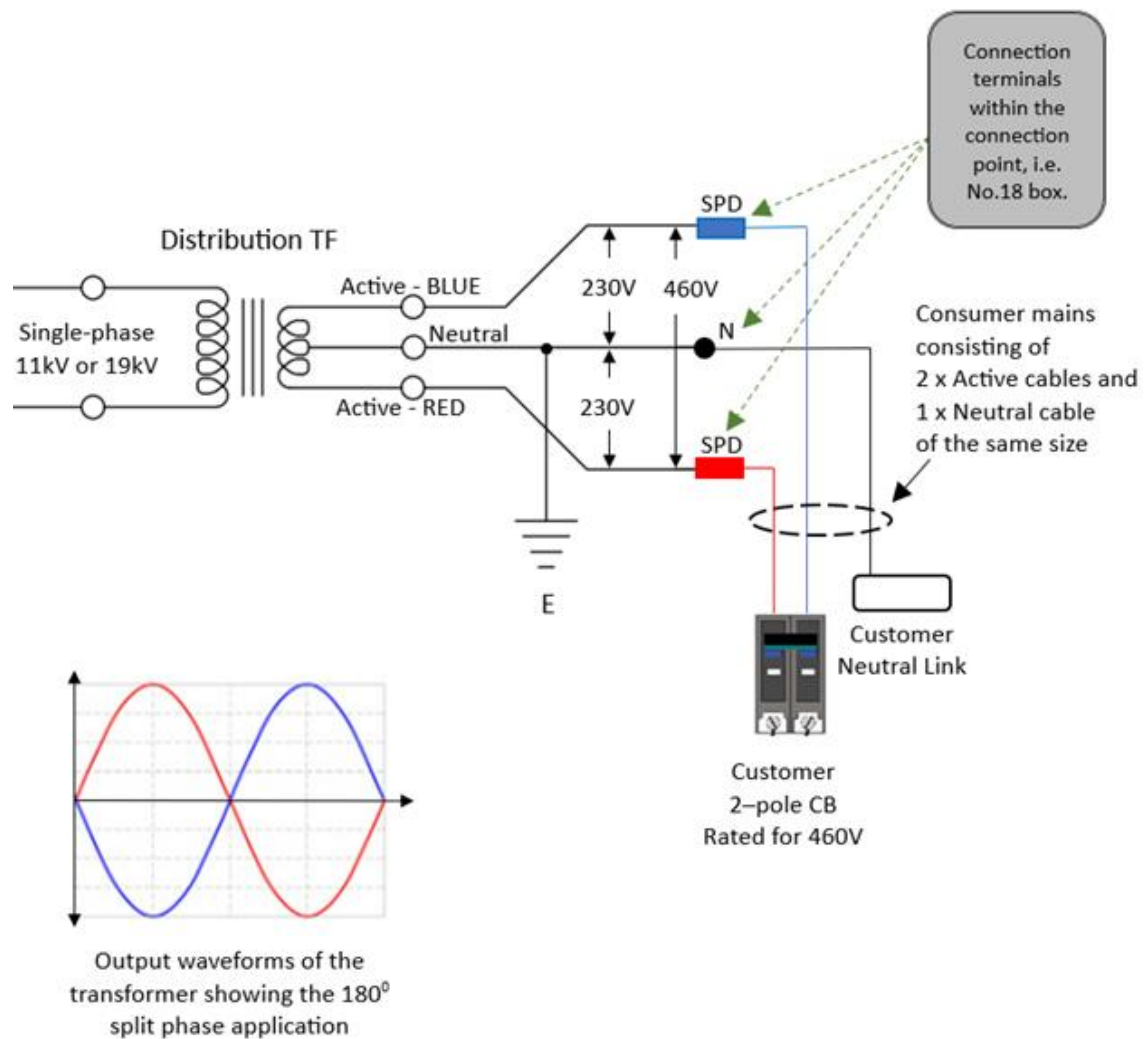 Connection
terminals
within the
connection
point, i.e.
No.18 box.
SPD
Distribution TF
Active - BLUE
230V
460V
Single-phase
11kV or 19kV
Neutral
N
Consumer mains
consisting of
2 x Active cables and
1 x Neutral cable
of the same size
Active - RED
230V
SPD
E
Customer
Neutral Link
Customer
2–pole CB
Rated for 460V
Output waveforms of the
transformer showing the 180⁰
split phase application